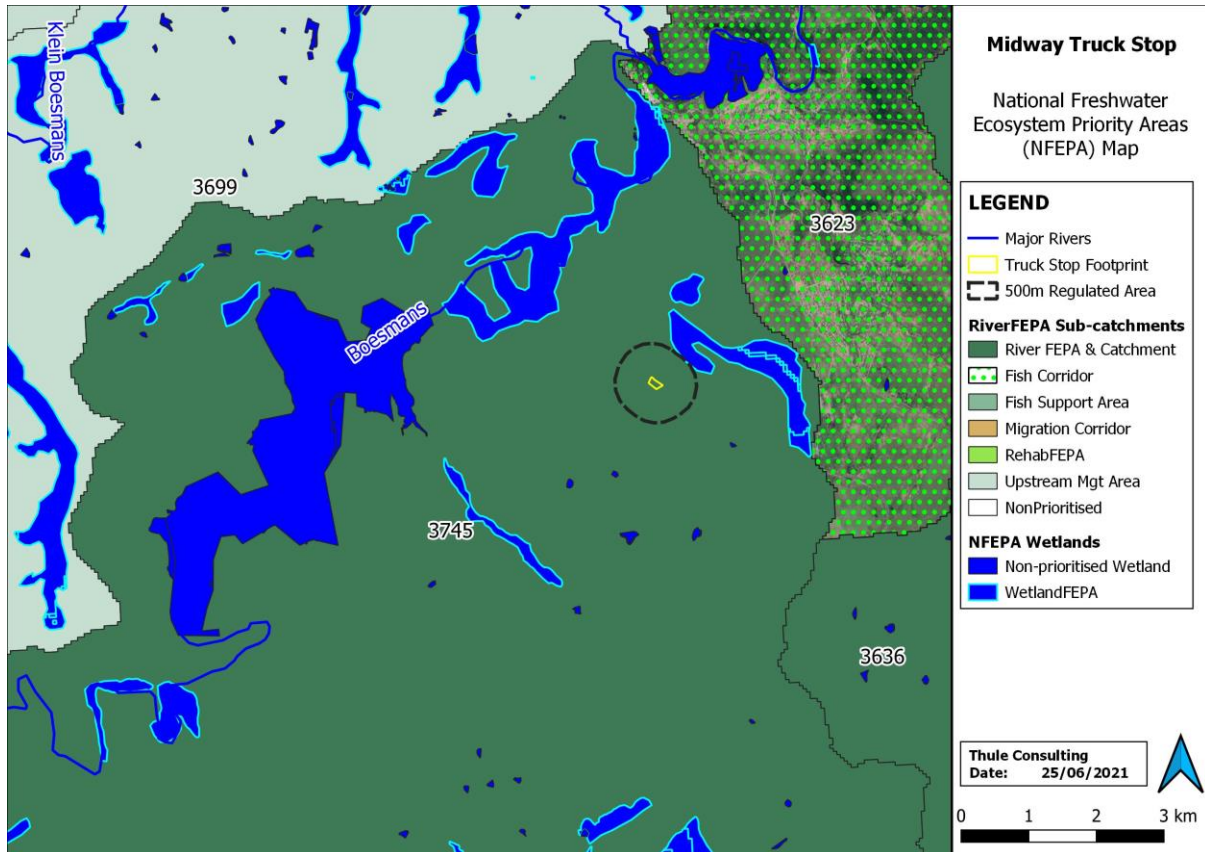 Klein Boesmans
3699
3623
Boesmans
3745
3636
Midway Truck Stop
National Freshwater
Ecosystem Priority Areas
(NFEPA) Map
LEGEND
Major Rivers
Truck Stop Footprint
500m Regulated Area
RiverFEPA Sub-catchments
River FEPA & Catchment
Fish Corridor
Fish Support Area
Migration Corridor
RehabFEPA
Upstream Mgt Area
NonPrioritised
NFEPA Wetlands
Non-prioritised Wetland
WetlandFEPA
Thule Consulting
Date: 25/06/2021
0 1 2 3 km